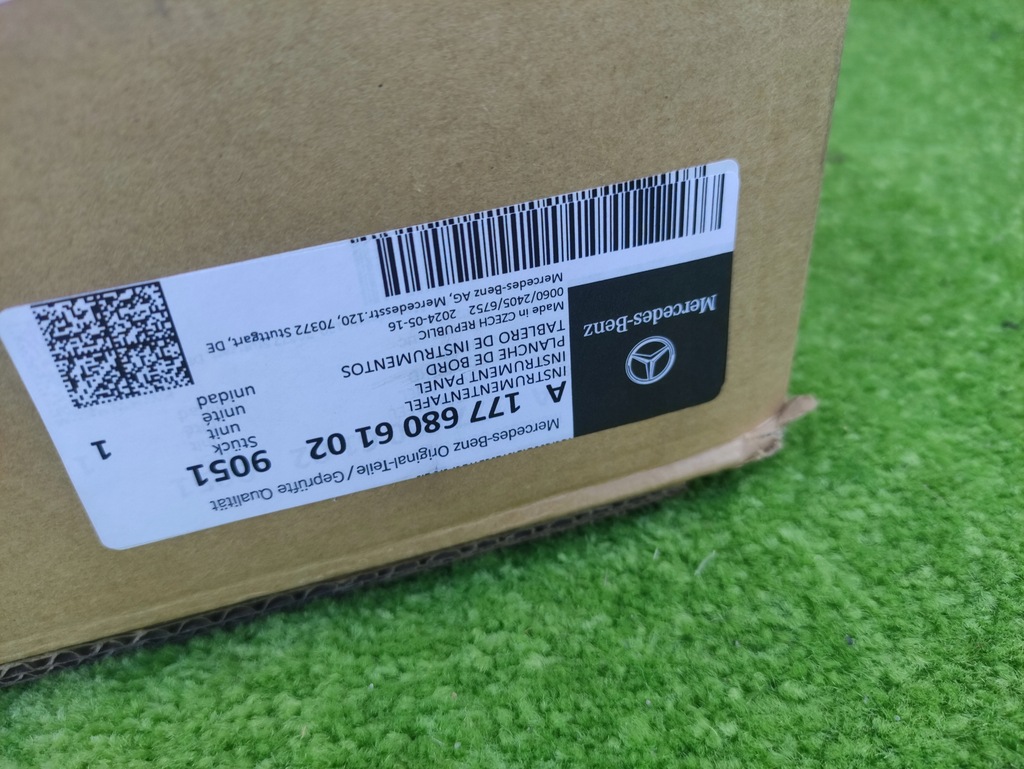 Mercedes-Benz
Mercedes-Benz Original-Teile / Geprüfte Qualität
A 177 680 61 02 9051
INSTRUMENTENTAFEL
INSTRUMENT PANEL
PLANCHE DE BORD
TABLERO DE INSTRUMENTOS
Made in CZECH REPUBLIC
0060/2405/6752 2024-05-16
Mercedes-Benz AG, Mercedesstr.120, 70372 Stuttgart, DE
Stück
unit
unité
unidad
1